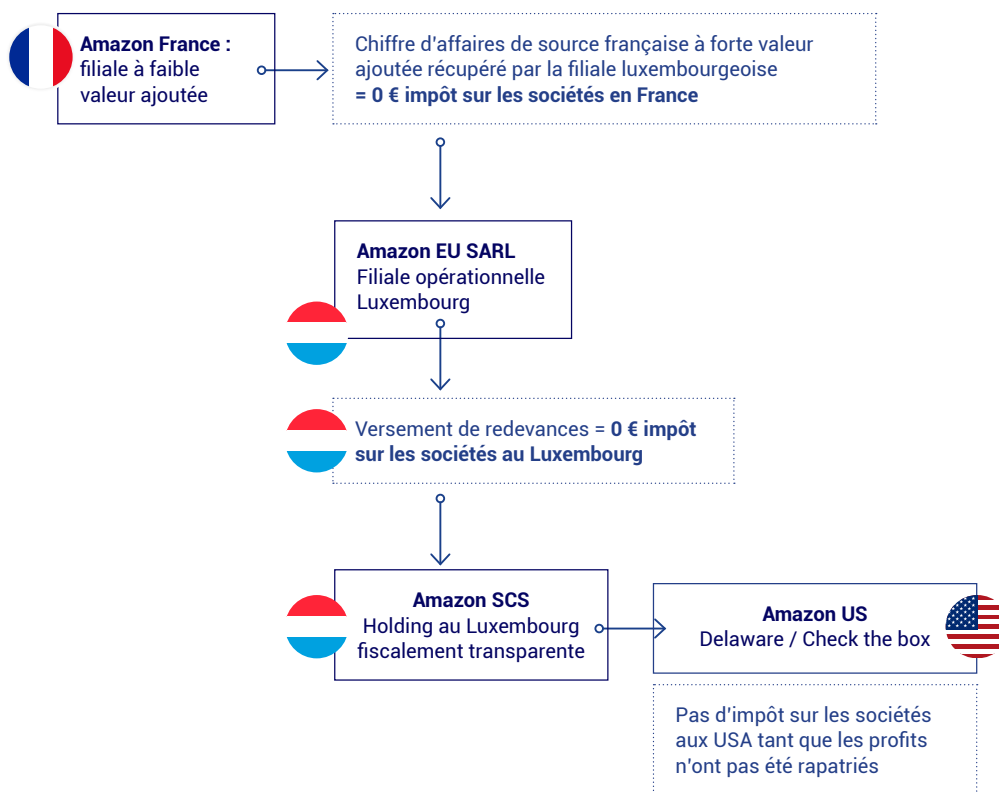 Amazon France :
filiale à faible
valeur ajoutée
Chiffre d'affaires de source française à forte valeur
ajoutée récupéré par la filiale luxembourgeoise
= 0 € impôt sur les sociétés en France
Amazon EU SARL
Filiale opérationnelle
Luxembourg
Versement de redevances = 0 € impôt
sur les sociétés au Luxembourg
Amazon SCS
Holding au Luxembourg
fiscalement transparente
Amazon US
Delaware / Check the box
Pas d'impôt sur les sociétés
aux USA tant que les profits
n'ont pas été rapatriés